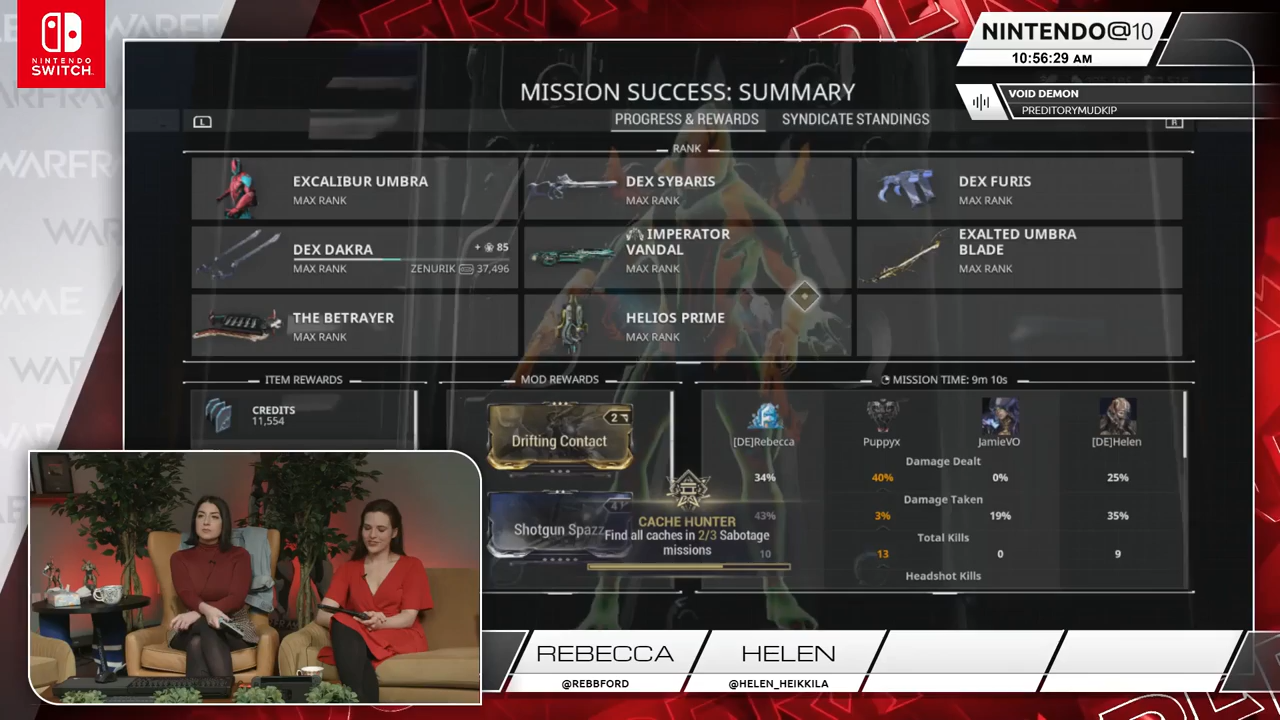 NINTENDO
SWITCH
NINTENDO@10
10:56:29 AM
VOID DEMON
PREDITORYMUDKIP
MISSION SUCCESS: SUMMARY
L
PROGRESS & REWARDS
SYNDICATE STANDINGS
R
RANK
EXCALIBUR UMBRA
MAX RANK
DEX SYBARIS
MAX RANK
DEX FURIS
MAX RANK
DEX DAKRA
+ 85
MAX RANK
ZENURIK 37,496
IMPERATOR
VANDAL
MAX RANK
EXALTED UMBRA
BLADE
MAX RANK
THE BETRAYER
MAX RANK
HELIOS PRIME
MAX RANK
ITEM REWARDS
MOD REWARDS
MISSION TIME: 9m 10s
CREDITS
11,554
2
Drifting Contact
4
Shotgun Spazz
[DE]Rebecca
Puppyx
JamieVO
[DE]Helen
Damage Dealt
34%
40%
0%
25%
Damage Taken
43%
3%
19%
35%
Total Kills
10
13
0
9
Headshot Kills
CACHE HUNTER
Find all caches in 2/3 Sabotage
missions
REBECCA
@REBBFORD
HELEN
@HELEN_HEIKKILA
WARFRAME
WARFRA
WAR